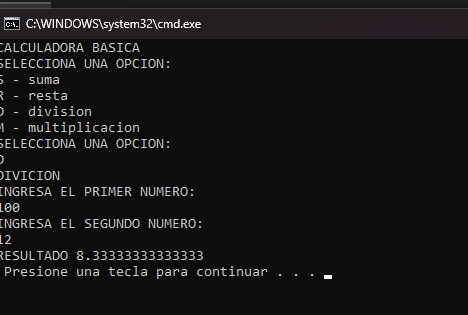 C:\WINDOWS\system32\cmd.exe
CALCULADORA BASICA
SELECCIONA UNA OPCION:
S - suma
R - resta
D - division
M - multiplicacion
SELECCIONA UNA OPCION:
D
DIVICION
INGRESA EL PRIMER NUMERO:
100
INGRESA EL SEGUNDO NUMERO:
12
RESULTADO 8.33333333333333
Presione una tecla para continuar . . .